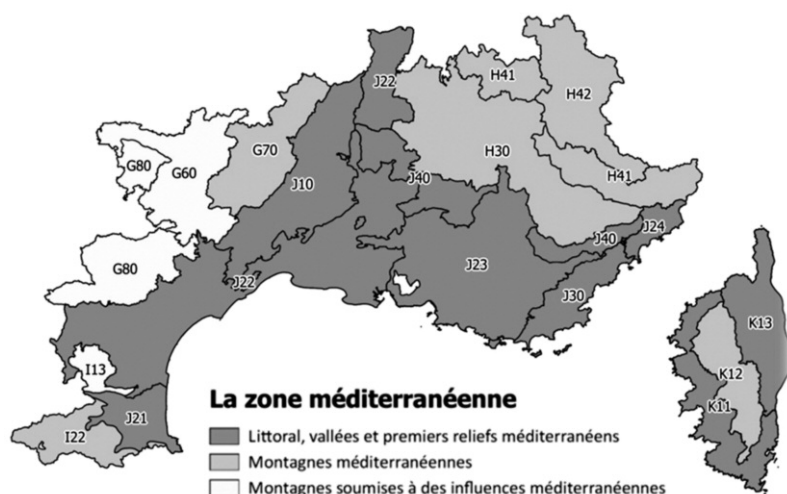 J22
H41
H42
G80
G60
G70
H30
J10
J40
H41
G80
J22
J23
J40
J24
J30
K13
I13
K12
K11
J21
I22
La zone méditerranéenne
Littoral, vallées et premiers reliefs méditerranéens
Montagnes méditerranéennes
Montagnes soumises à des influences méditerranéennes